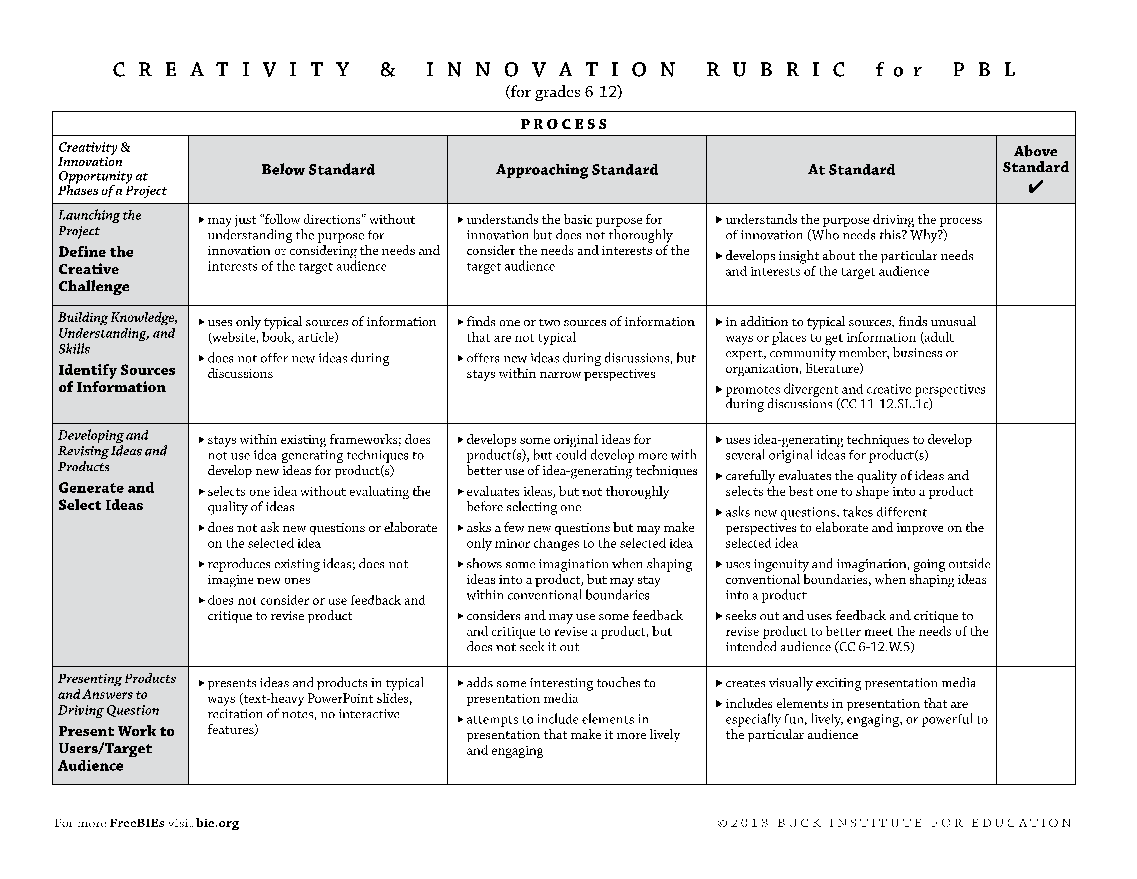 CREATIVITY & INNOVATION RUBRIC for PBL
(for grades 6-12)
PROCESS
Creativity &
Innovation
Opportunity at
Phases of a Project
Below Standard
Approaching Standard
At Standard
Above
Standard
✔
Launching the
Project
Define the
Creative
Challenge
▸ may just "follow directions" without
understanding the purpose for
innovation or considering the needs and
interests of the target audience
▸ understands the basic purpose for
innovation but does not thoroughly
consider the needs and interests of the
target audience
▸ understands the purpose driving the process
of innovation (Who needs this? Why?)
▸ develops insight about the particular needs
and interests of the target audience
Building Knowledge,
Understanding, and
Skills
Identify Sources
of Information
▸ uses only typical sources of information
(website, book, article)
▸ does not offer new ideas during
discussions
▸ finds one or two sources of information
that are not typical
▸ offers new ideas during discussions, but
stays within narrow perspectives
▸ in addition to typical sources, finds unusual
ways or places to get information (adult
expert, community member, business or
organization, literature)
▸ promotes divergent and creative perspectives
during discussions (CC 11-12.SL.1c)
Developing and
Revising Ideas and
Products
Generate and
Select Ideas
▸ stays within existing frameworks; does
not use idea-generating techniques to
develop new ideas for product(s)
▸ selects one idea without evaluating the
quality of ideas
▸ does not ask new questions or elaborate
on the selected idea
▸ reproduces existing ideas; does not
imagine new ones
▸ does not consider or use feedback and
critique to revise product
▸ develops some original ideas for
product(s), but could develop more with
better use of idea-generating techniques
▸ evaluates ideas, but not thoroughly
before selecting one
▸ asks a few new questions but may make
only minor changes to the selected idea
▸ shows some imagination when shaping
ideas into a product, but may stay
within conventional boundaries
▸ considers and may use some feedback
and critique to revise a product, but
does not seek it out
▸ uses idea-generating techniques to develop
several original ideas for product(s)
▸ carefully evaluates the quality of ideas and
selects the best one to shape into a product
▸ asks new questions, takes different
perspectives to elaborate and improve on the
selected idea
▸ uses ingenuity and imagination, going outside
conventional boundaries, when shaping ideas
into a product
▸ seeks out and uses feedback and critique to
revise product to better meet the needs of the
intended audience (CC 6-12.W.5)
Presenting Products
and Answers to
Driving Question
Present Work to
Users/Target
Audience
▸ presents ideas and products in typical
ways (text-heavy PowerPoint slides,
recitation of notes, no interactive
features)
▸ adds some interesting touches to
presentation media
▸ attempts to include elements in
presentation that make it more lively
and engaging
▸ creates visually exciting presentation media
▸ includes elements in presentation that are
especially fun, lively, engaging, or powerful to
the particular audience
For more FreeBIEs visit bie.org
BUCK INSTITUTE FOR EDUCATION